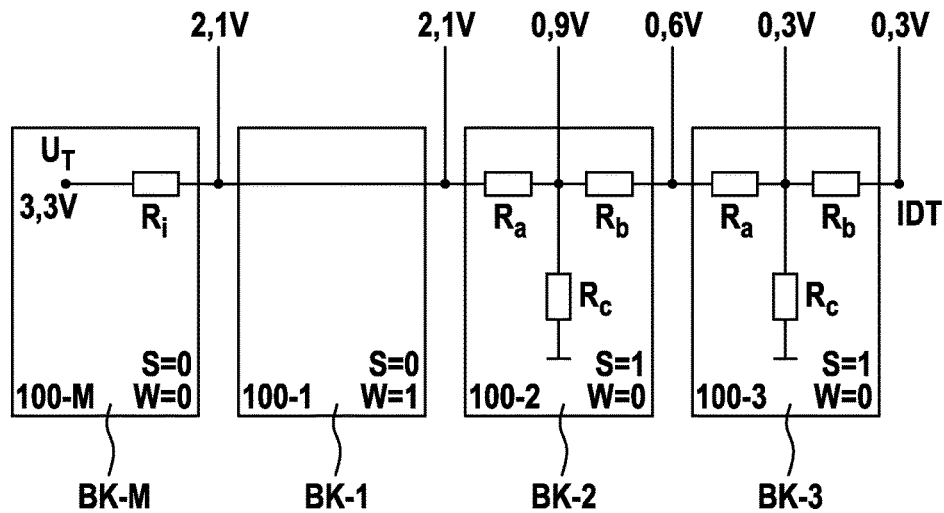 2,1V 2,1V 0,9V 0,6V 0,3V 0,3V
U_T
3,3V R_i R_a R_b R_a R_b IDT
R_c R_c
S=0 S=0 S=1 S=1
100-M W=0 100-1 W=1 100-2 W=0 100-3 W=0
BK-M BK-1 BK-2 BK-3